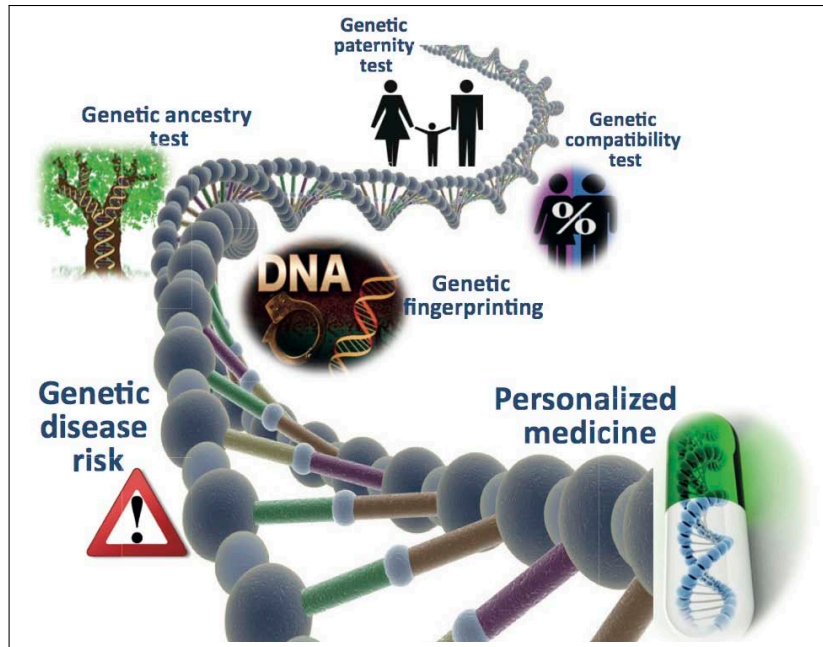 Genetic
paternity
test
Genetic ancestry
test
Genetic
compatibility
test
%
DNA
Genetic
fingerprinting
Genetic
disease
risk
!
Personalized
medicine